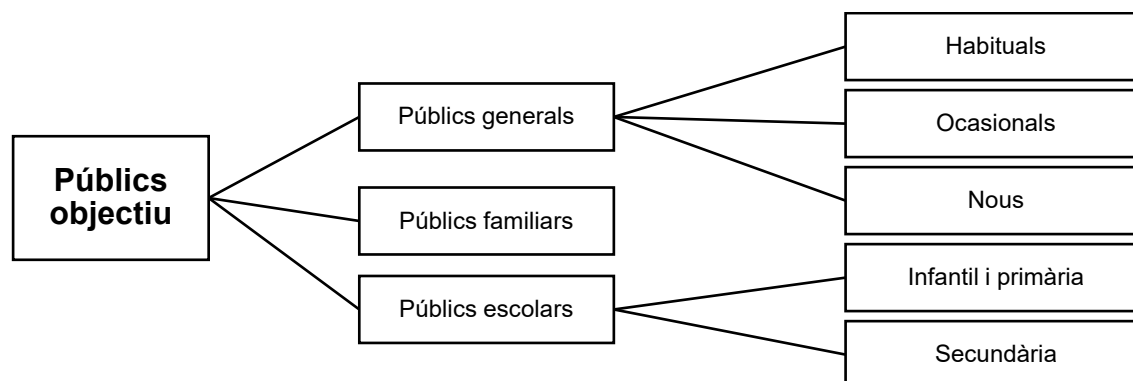 Públics
objectiu
Públics generals
Públics familiars
Públics escolars
Habituals
Ocasionals
Nous
Infantil i primària
Secundària